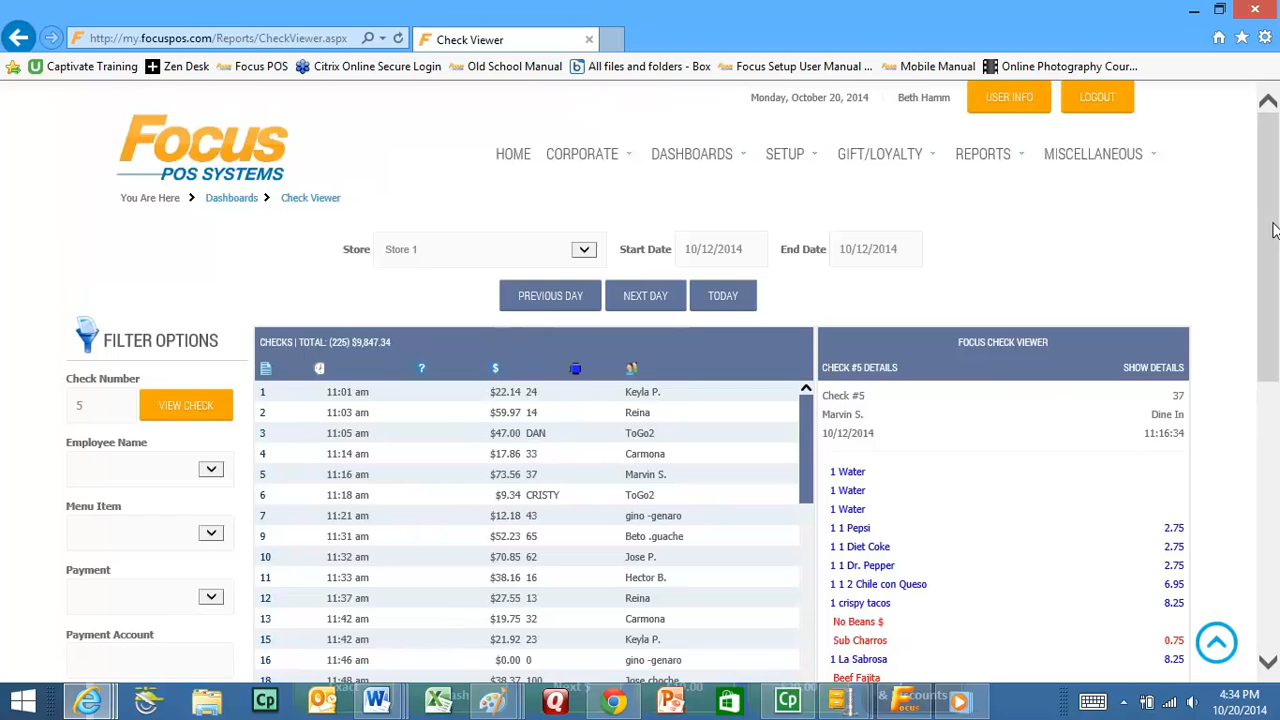 http://my.focuspos.com/Reports/CheckViewer.aspx
Check Viewer
Captivate Training
Zen Desk
Focus POS
Citrix Online Secure Login
Old School Manual
All files and folders - Box
Focus Setup User Manual ...
Mobile Manual
Online Photography Cour...
Monday, October 20, 2014
Beth Hamm
USER INFO
LOGOUT
Focus
POS SYSTEMS
HOME CORPORATE DASHBOARDS SETUP GIFT/LOYALTY REPORTS MISCELLANEOUS
You Are Here Dashboards Check Viewer
Store Store 1 Start Date 10/12/2014 End Date 10/12/2014
PREVIOUS DAY NEXT DAY TODAY
FILTER OPTIONS
Check Number
5 VIEW CHECK
Employee Name
Menu Item
Payment
Payment Account
CHECKS | TOTAL: (225) $9,847.34
? $
1 11:01 am $22.14 24 Keyla P.
2 11:03 am $59.97 14 Reina
3 11:05 am $47.00 DAN ToGo2
4 11:14 am $17.86 33 Carmona
5 11:16 am $73.56 37 Marvin S.
6 11:18 am $9.34 CRISTY ToGo2
7 11:21 am $12.18 43 gino -genaro
9 11:31 am $52.23 65 Beto .guache
10 11:32 am $70.85 62 Jose P.
11 11:33 am $38.16 16 Hector B.
12 11:37 am $27.55 13 Reina
13 11:42 am $19.75 32 Carmona
15 11:42 am $21.92 23 Keyla P.
16 11:46 am $0.00 0 gino -genaro
18 11:48 am $38.37 100 Jose choche
FOCUS CHECK VIEWER
CHECK #5 DETAILS SHOW DETAILS
Check #5 37
Marvin S. Dine In
10/12/2014 11:16:34
1 Water
1 Water
1 Water
1 1 Pepsi 2.75
1 1 Diet Coke 2.75
1 1 Dr. Pepper 2.75
1 1 2 Chile con Queso 6.95
1 crispy tacos 8.25
No Beans $
Sub Charros 0.75
1 La Sabrosa 8.25
Beef Fajita
4:34 PM
10/20/2014